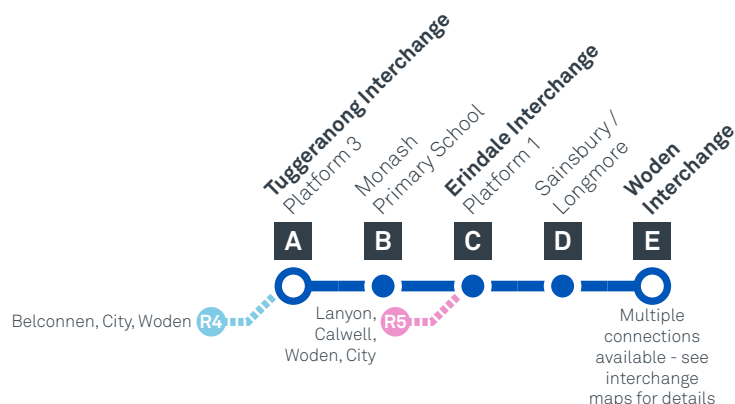 Tuggeranong Interchange
Platform 3
Monash
Primary School
Erindale Interchange
Platform 1
Sainsbury /
Longmore
Woden
Interchange
A
B
C
D
E
Belconnen, City, Woden
R4
Lanyon,
Calwell,
Woden, City
R5
Multiple
connections
available - see
interchange
maps for details